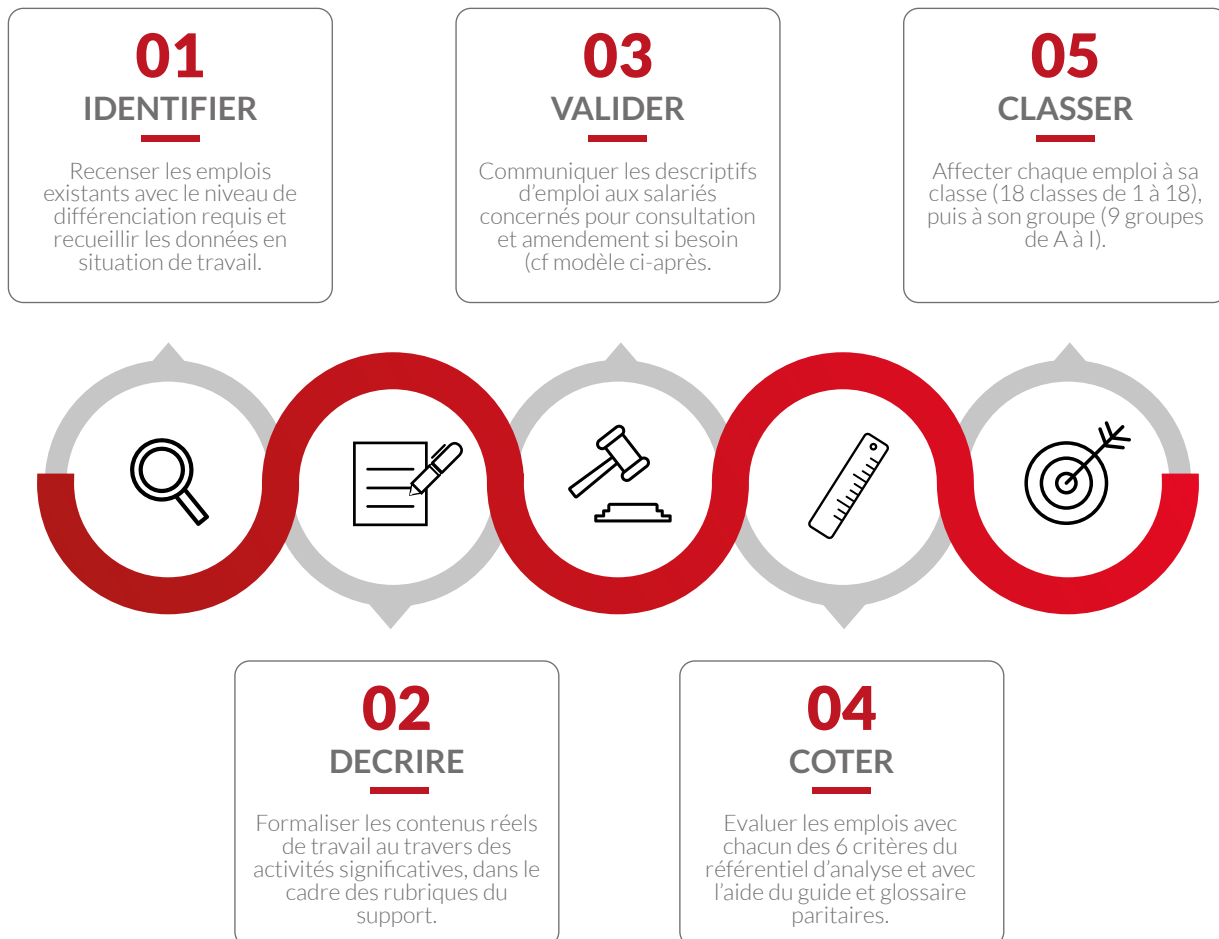 01
IDENTIFIER
Recenser les emplois
existants avec le niveau de
différenciation requis et
recueillir les données en
situation de travail.
02
DECRIRE
Formaliser les contenus réels
de travail au travers des
activités significatives, dans le
cadre des rubriques du
support.
03
VALIDER
Communiquer les descriptifs
d'emploi aux salariés
concernés pour consultation
et amendement si besoin
(cf modèle ci-après.
04
COTER
Evaluer les emplois avec
chacun des 6 critères du
référentiel d'analyse et avec
l'aide du guide et glossaire
paritaires.
05
CLASSER
Affecter chaque emploi à sa
classe (18 classes de 1 à 18),
puis à son groupe (9 groupes
de A à I).